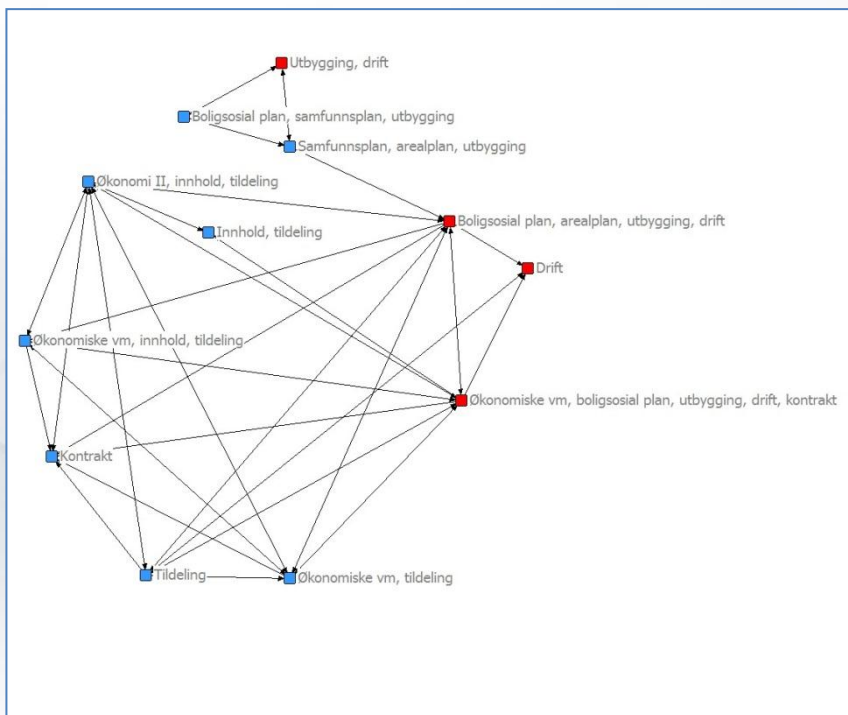 Utbygging, drift
Boligsosial plan, samfunnsplan, utbygging
Samfunnsplan, arealplan, utbygging
Økonomi II, innhold, tildeling
Boligsosial plan, arealplan, utbygging, drift
Innhold, tildeling
Drift
Økonomiske vm, innhold, tildeling
Økonomiske vm, boligsosial plan, utbygging, drift, kontrakt
Kontrakt
Tildeling
Økonomiske vm, tildeling